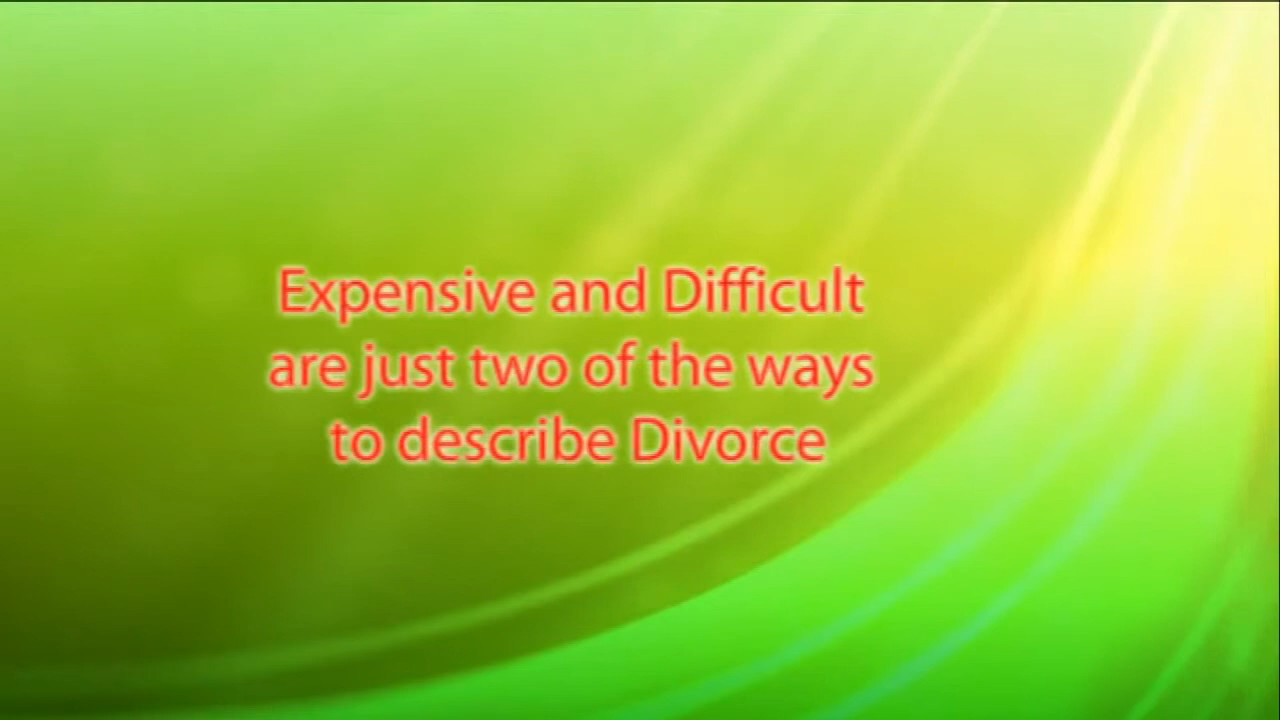 Expensive and Difficult
are just two of the ways
to describe Divorce